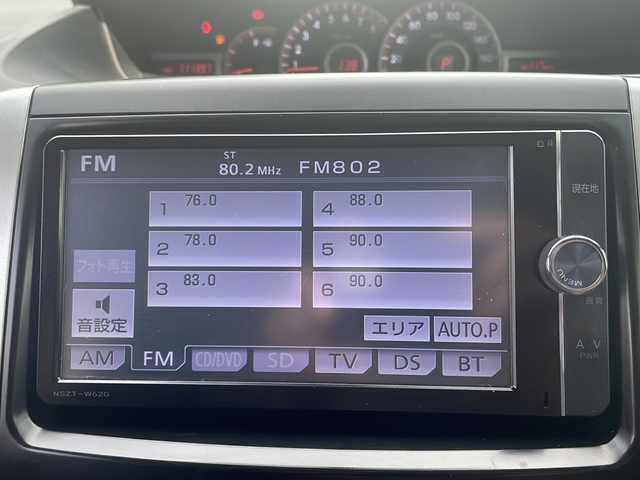 FM
ST
80.2 MHz
FM802
1 76.0
4 88.0
2 78.0
5 90.0
3 83.0
6 90.0
フォト再生
音設定
エリア
AUTO.P
AM
FM
CD/DVD
SD
TV
DS
BT
NSZT-W62G
現在地
MENU
画質
A V
PWR
P